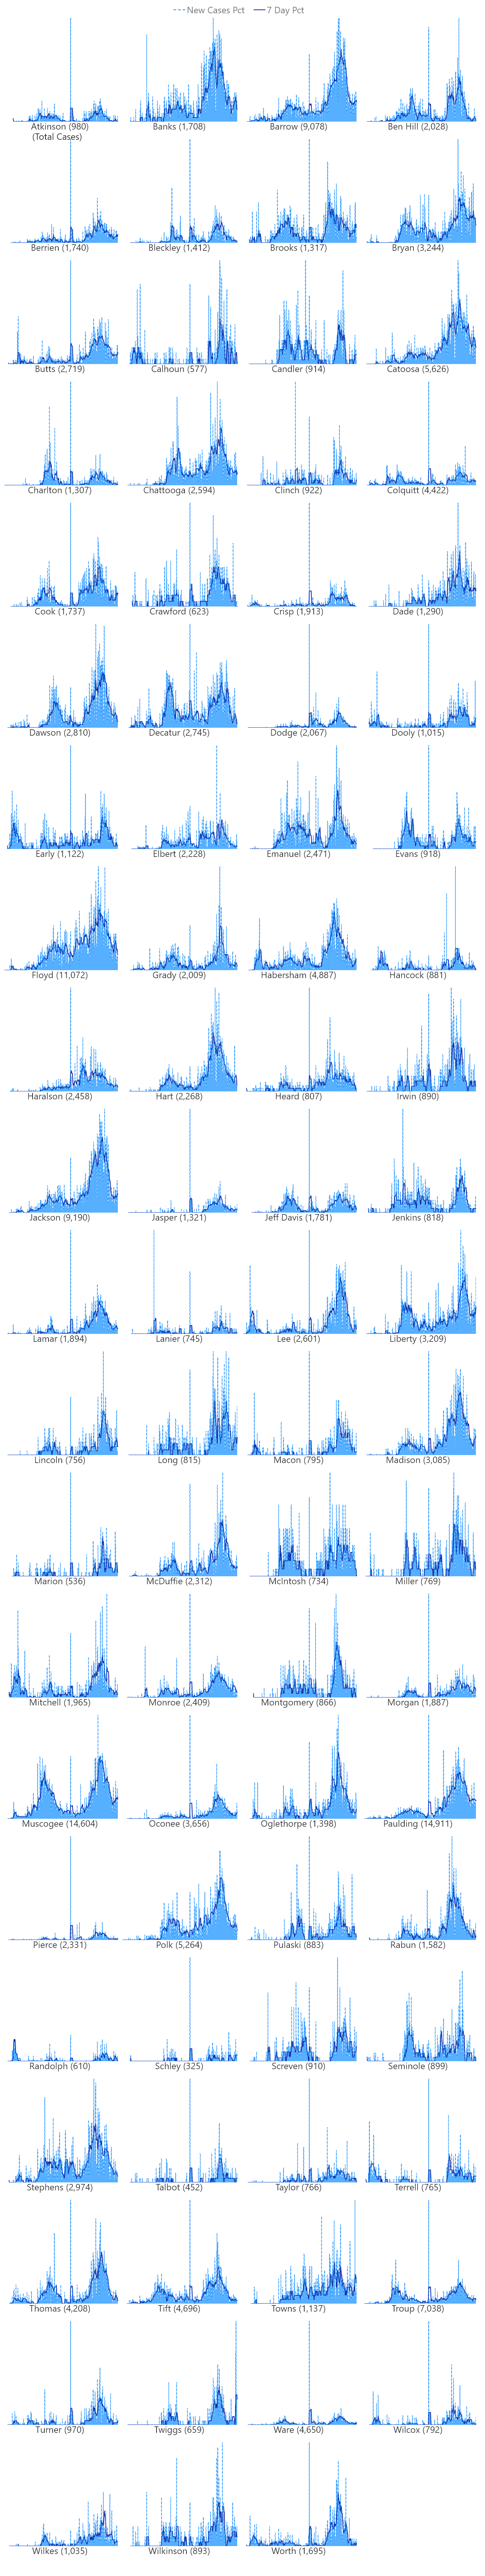 New Cases Pct 7 Day Pct
Atkinson (980) Banks (1,708) Barrow (9,078) Ben Hill (2,028)
(Total Cases)
Berrien (1,740) Bleckley (1,412) Brooks (1,317) Bryan (3,244)
Butts (2,719) Calhoun (577) Candler (914) Catoosa (5,626)
Charlton (1,307) Chattooga (2,594) Clinch (922) Colquitt (4,422)
Cook (1,737) Crawford (623) Crisp (1,913) Dade (1,290)
Dawson (2,810) Decatur (2,745) Dodge (2,067) Dooly (1,015)
Early (1,122) Elbert (2,228) Emanuel (2,471) Evans (918)
Floyd (11,072) Grady (2,009) Habersham (4,887) Hancock (881)
Haralson (2,458) Hart (2,268) Heard (807) Irwin (890)
Jackson (9,190) Jasper (1,321) Jeff Davis (1,781) Jenkins (818)
Lamar (1,894) Lanier (745) Lee (2,601) Liberty (3,209)
Lincoln (756) Long (815) Macon (795) Madison (3,085)
Marion (536) McDuffie (2,312) McIntosh (734) Miller (769)
Mitchell (1,965) Monroe (2,409) Montgomery (866) Morgan (1,887)
Muscogee (14,604) Oconee (3,656) Oglethorpe (1,398) Paulding (14,911)
Pierce (2,331) Polk (5,264) Pulaski (883) Rabun (1,582)
Randolph (610) Schley (325) Screven (910) Seminole (899)
Stephens (2,974) Talbot (452) Taylor (766) Terrell (765)
Thomas (4,208) Tift (4,696) Towns (1,137) Troup (7,038)
Turner (970) Twiggs (659) Ware (4,650) Wilcox (792)
Wilkes (1,035) Wilkinson (893) Worth (1,695)